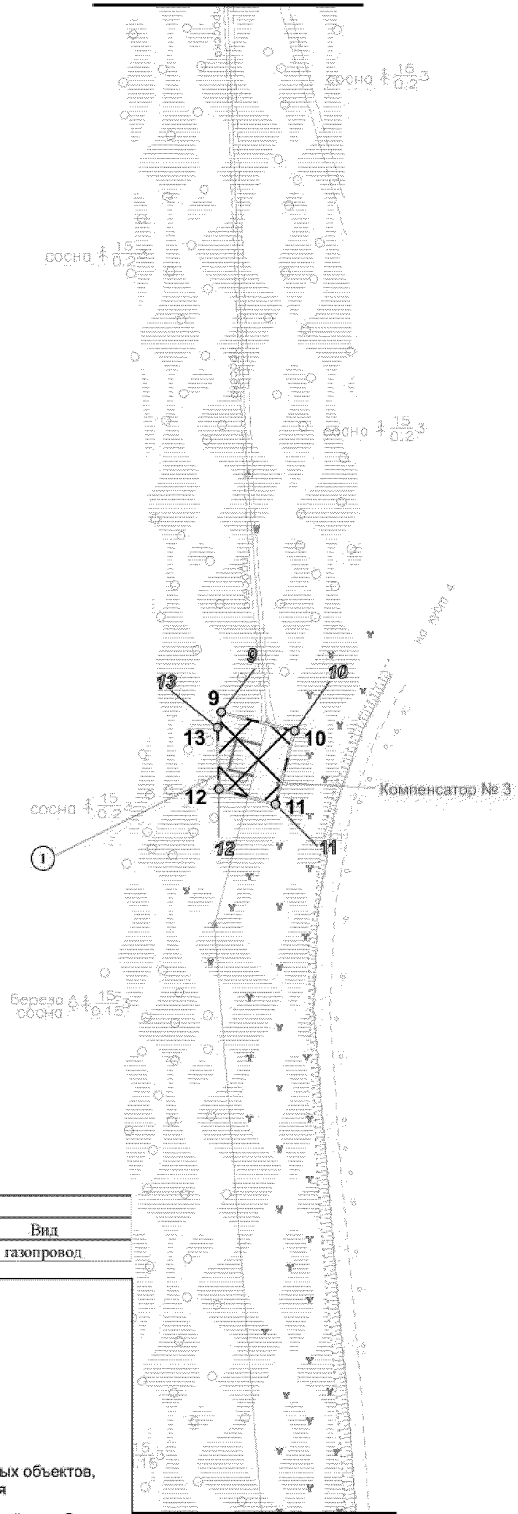 сосна 15 3
0.2
сосна 15 3
0.2
сосна 15 3
0.2
на куст 4
9
10
13
9
13
10
Компенсатор № 3
12
11
сосна 15 3
0.2
1
12
11
береза 15 3
сосна 0.15
Вид
газопровод
ых объектов,
я